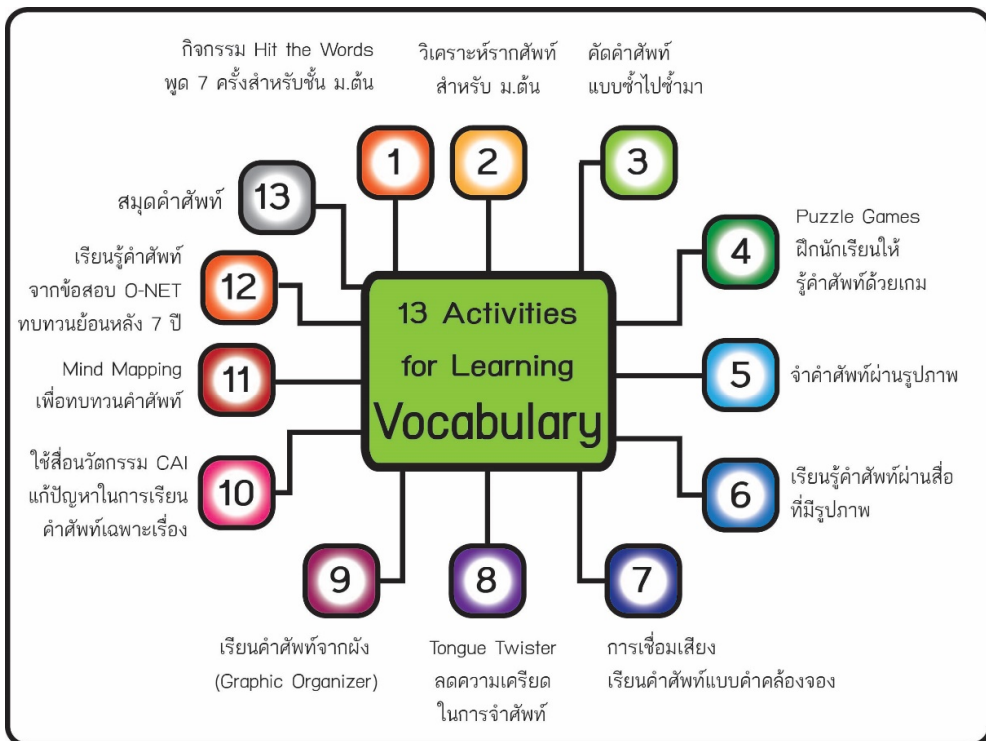 13 Activities
for Learning
Vocabulary
1
กิจกรรม Hit the Words
พูด 7 ครั้งสำหรับชั้น ม.ต้น
2
วิเคราะห์รากศัพท์
สำหรับ ม.ต้น
3
คัดคำศัพท์
แบบซ้ำไปซ้ำมา
4
Puzzle Games
ฝึกนักเรียนให้
รู้คำศัพท์ด้วยเกม
5
จำคำศัพท์ผ่านรูปภาพ
6
เรียนรู้คำศัพท์ผ่านสื่อ
ที่มีรูปภาพ
7
การเชื่อมเสียง
เรียนคำศัพท์แบบคำคล้องจอง
8
Tongue Twister
ลดความเครียด
ในการจำศัพท์
9
เรียนคำศัพท์จากผัง
(Graphic Organizer)
10
ใช้สื่อนวัตกรรม CAI
แก้ปัญหาในการเรียน
คำศัพท์เฉพาะเรื่อง
11
Mind Mapping
เพื่อทบทวนคำศัพท์
12
เรียนรู้คำศัพท์
จากข้อสอบ O-NET
ทบทวนย้อนหลัง 7 ปี
13
สมุดคำศัพท์